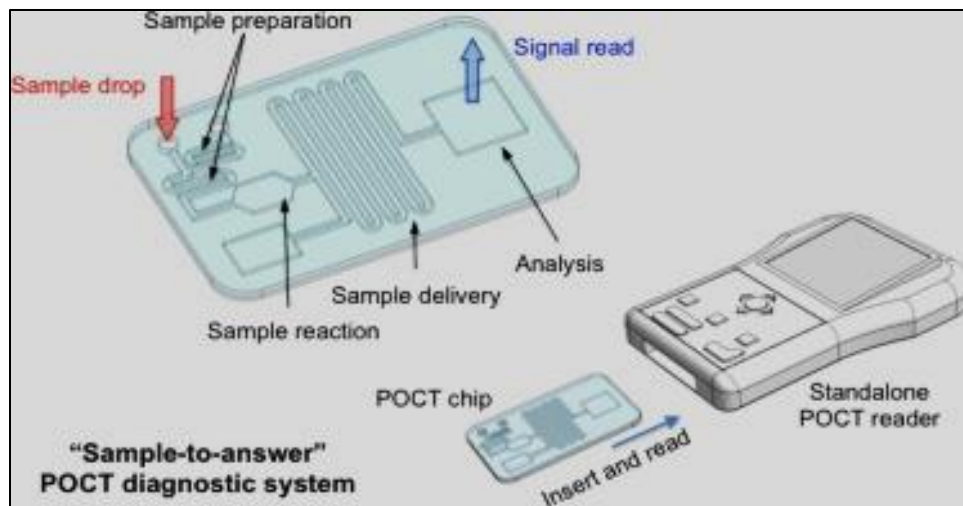 Sample preparation
Sample drop
Signal read
Analysis
Sample delivery
Sample reaction
POCT chip
Insert and read
Standalone
POCT reader
“Sample-to-answer”
POCT diagnostic system